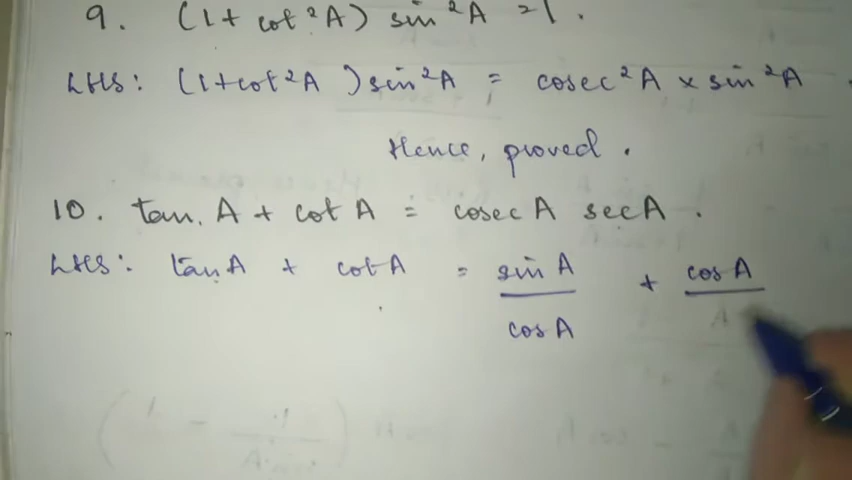 9. (1 + cot²A) sin²A = 1.
LHS: (1+cot²A) sin²A = cosec²A × sin²A
Hence, proved.
10. tan. A + cot A = cosec A sec A.
LHS: tan A + cot A = sin A / cos A + cos A